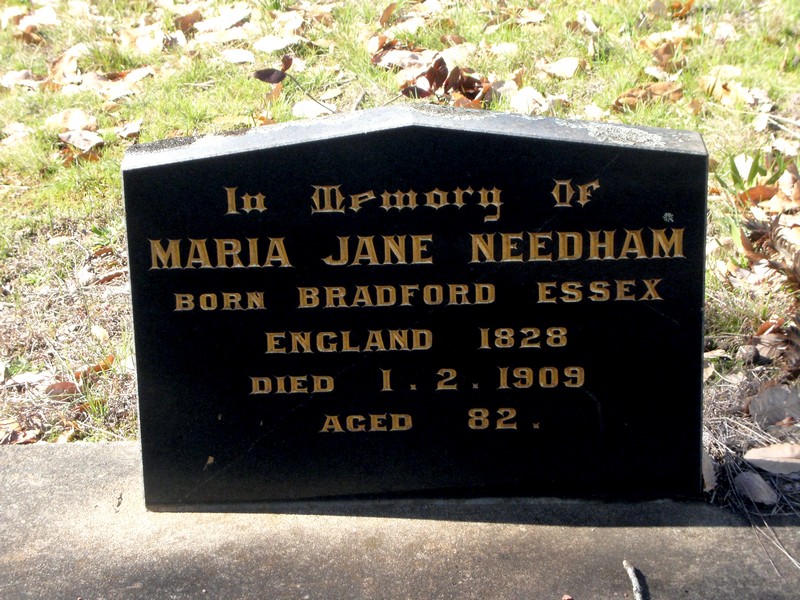 In Memory Of
MARIA JANE NEEDHAM
BORN BRADFORD ESSEX
ENGLAND 1828
DIED 1.2.1909
AGED 82.